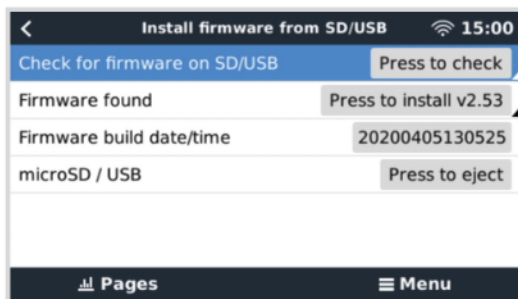 Install firmware from SD/USB 15:00
Check for firmware on SD/USB Press to check
Firmware found Press to install v2.53
Firmware build date/time 20200405130525
microSD / USB Press to eject
Pages Menu